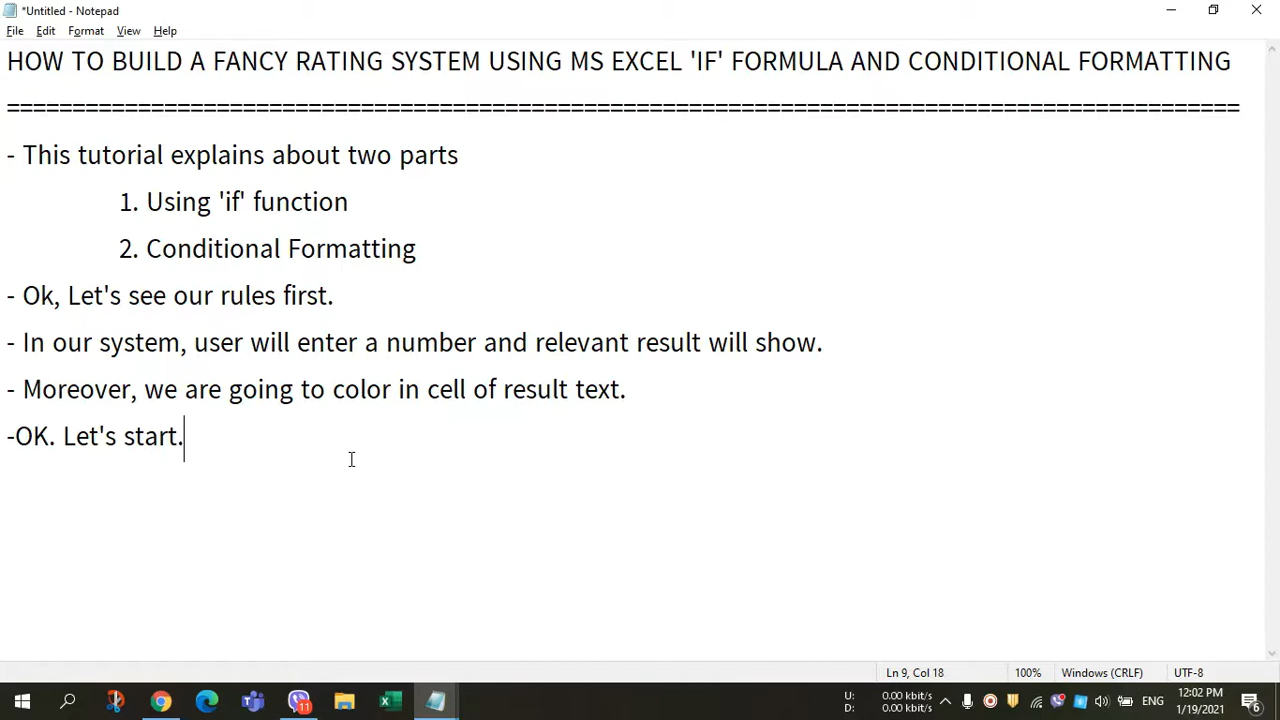 *Untitled - Notepad
File Edit Format View Help
HOW TO BUILD A FANCY RATING SYSTEM USING MS EXCEL 'IF' FORMULA AND CONDITIONAL FORMATTING
===============================================================================================
- This tutorial explains about two parts
1. Using 'if' function
2. Conditional Formatting
- Ok, Let's see our rules first.
- In our system, user will enter a number and relevant result will show.
- Moreover, we are going to color in cell of result text.
-OK. Let's start.
Ln 9, Col 18 100% Windows (CRLF) UTF-8
11
U: 0.00 kbit/s
D: 0.00 kbit/s
ENG
12:02 PM
1/19/2021
6